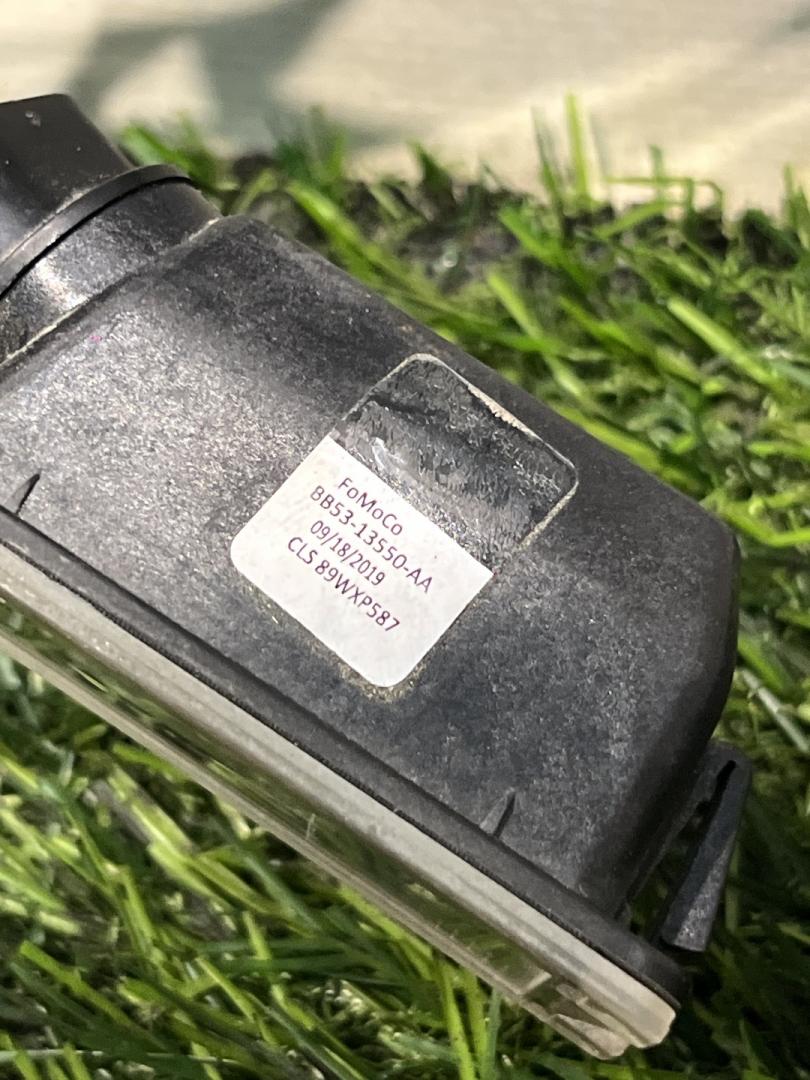 FoMoCo
BB53-13550-AA
09/18/2019
CLS 89WXP587